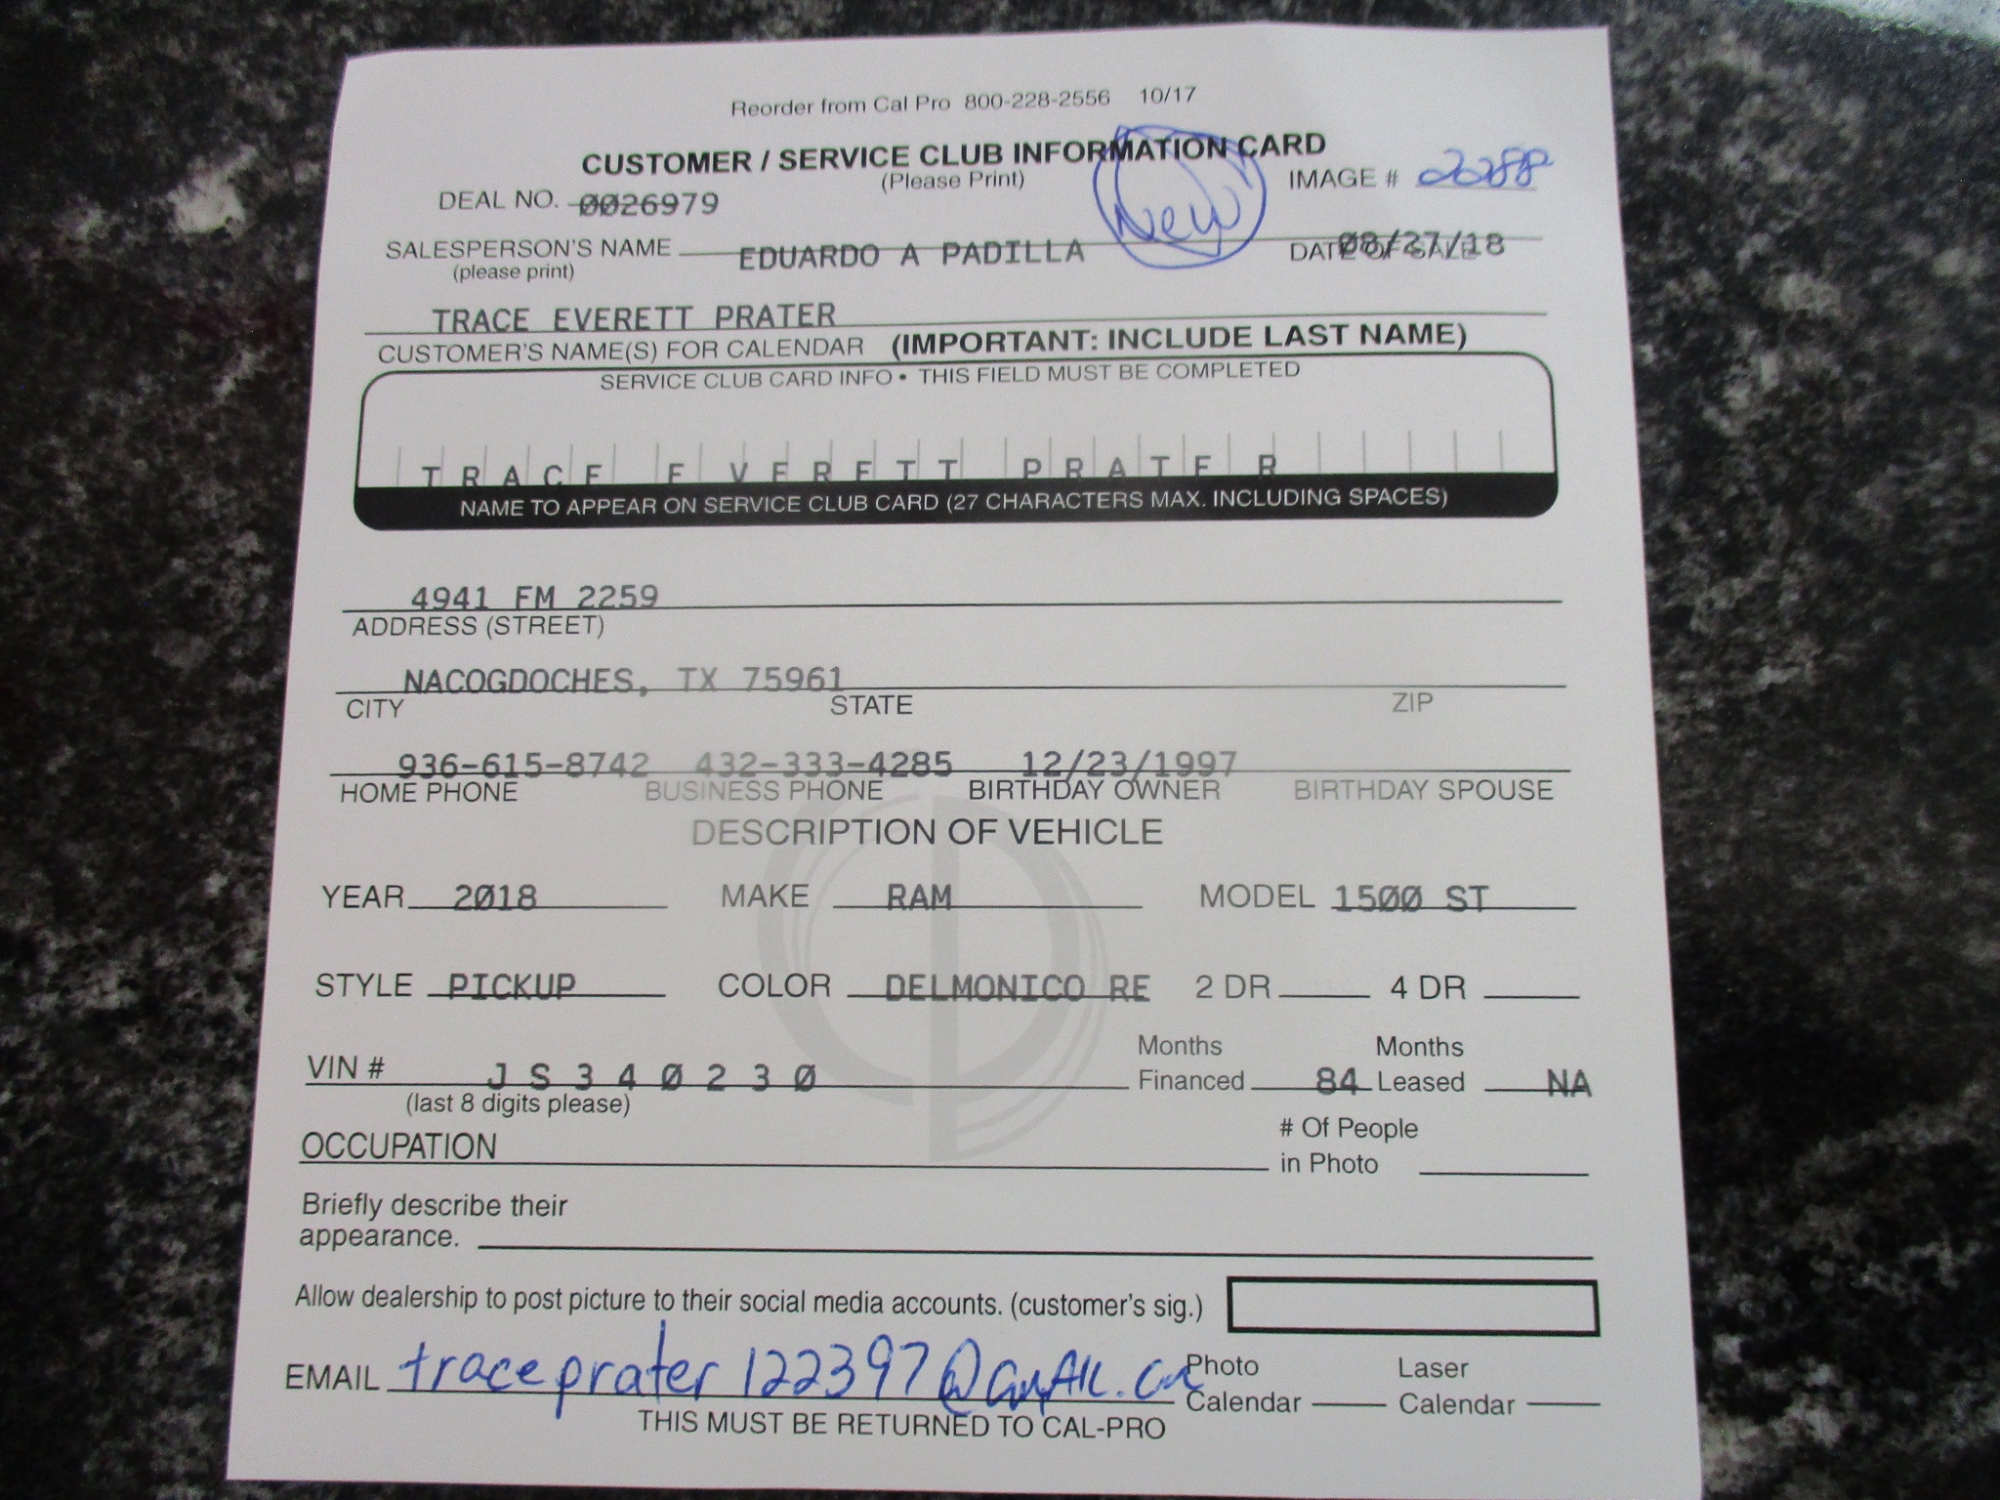 Reorder from Cal Pro 800-228-2556 10/17
CUSTOMER / SERVICE CLUB INFORMATION CARD
(Please Print)
New
IMAGE # 2288
DEAL NO. 0026979
SALESPERSON'S NAME EDUARDO A PADILLA DATE OF SALE 08/27/18
(please print)
TRACE EVERETT PRATER
CUSTOMER'S NAME(S) FOR CALENDAR (IMPORTANT: INCLUDE LAST NAME)
SERVICE CLUB CARD INFO • THIS FIELD MUST BE COMPLETED
TRACE EVERETT PRATER
NAME TO APPEAR ON SERVICE CLUB CARD (27 CHARACTERS MAX. INCLUDING SPACES)
4941 FM 2259
ADDRESS (STREET)
NACOGDOCHES, TX 75961
CITY STATE ZIP
936-615-8742 432-333-4285 12/23/1997
HOME PHONE BUSINESS PHONE BIRTHDAY OWNER BIRTHDAY SPOUSE
DESCRIPTION OF VEHICLE
YEAR 2018 MAKE RAM MODEL 1500 ST
STYLE PICKUP COLOR DELMONICO RE 2 DR 4 DR
Months Months
VIN # JS340230 Financed 84 Leased NA
(last 8 digits please)
OCCUPATION # Of People
in Photo
Briefly describe their
appearance.
Allow dealership to post picture to their social media accounts. (customer's sig.)
EMAIL traceprater122397@ Photo Laser
Calendar Calendar
THIS MUST BE RETURNED TO CAL-PRO